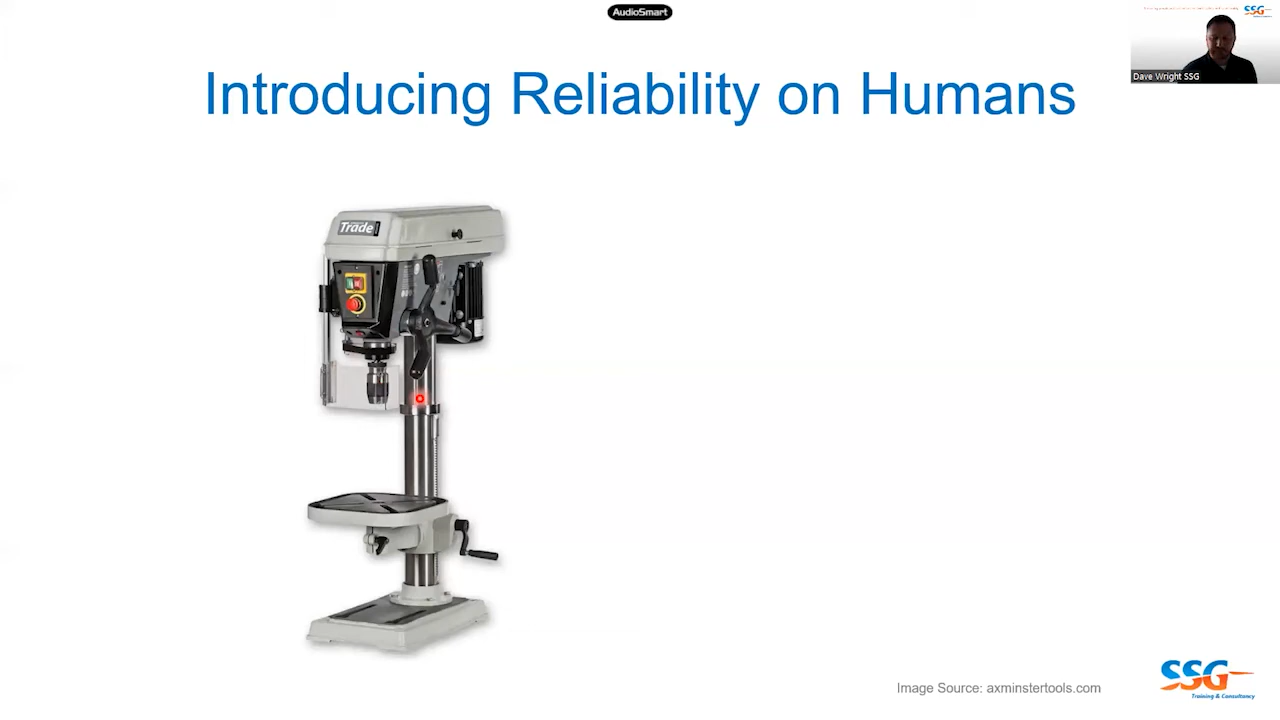 AudioSmart
SSG
Dave Wright SSG
Introducing Reliability on Humans
Trade
Image Source: axminstertools.com
SSG
Training & Consultancy